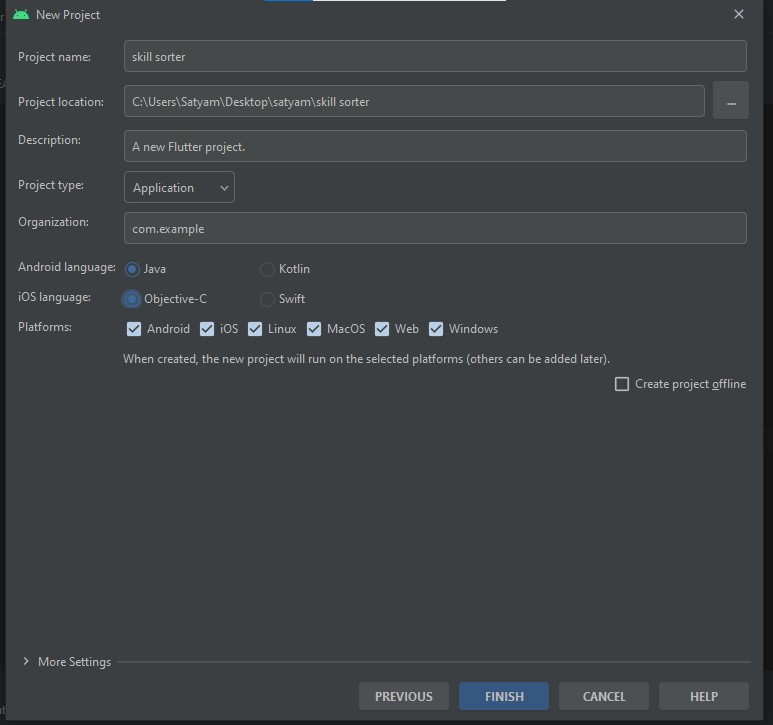 New Project
Project name: skill sorter
Project location: C:\Users\Satyam\Desktop\satyam\skill sorter ...
Description: A new Flutter project.
Project type: Application
Organization: com.example
Android language: Java Kotlin
iOS language: Objective-C Swift
Platforms: Android iOS Linux MacOS Web Windows
When created, the new project will run on the selected platforms (others can be added later).
Create project offline
More Settings
PREVIOUS FINISH CANCEL HELP